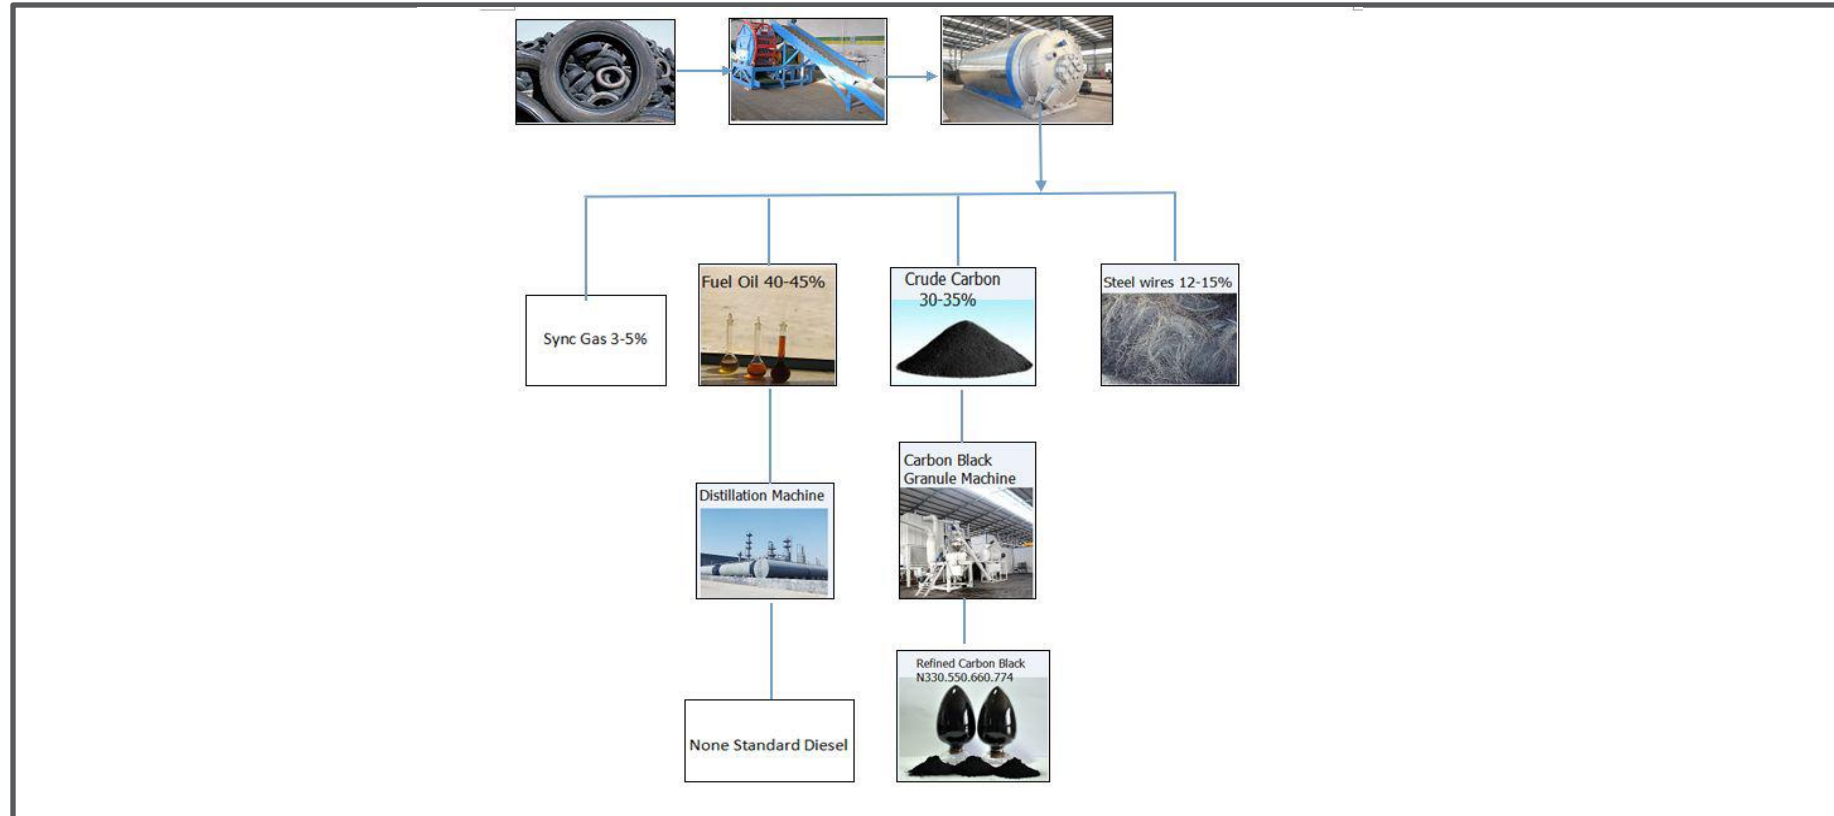 Sync Gas 3-5%
Fuel Oil 40-45%
Crude Carbon
30-35%
Steel wires 12-15%
Distillation Machine
Carbon Black
Granule Machine
None Standard Diesel
Refined Carbon Black
N330.550.660.774